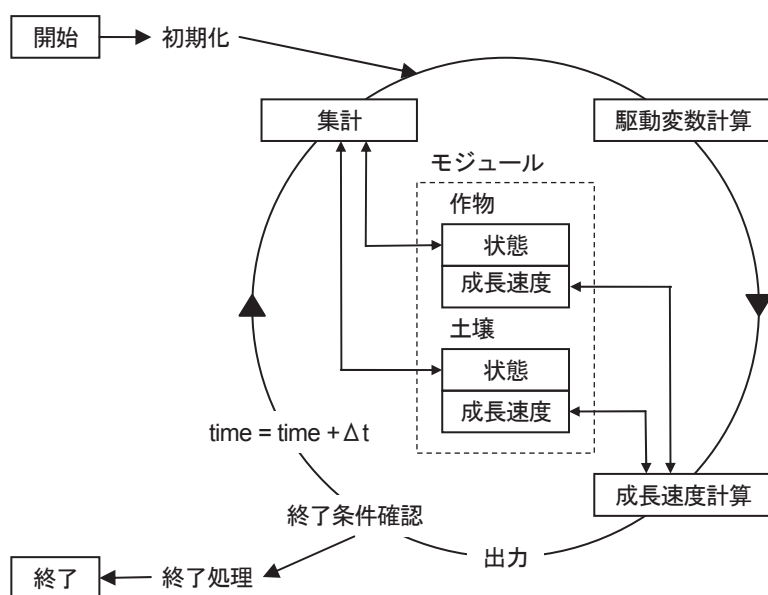 開始
初期化
集計
駆動変数計算
モジュール
作物
状態
成長速度
土壌
状態
成長速度
time = time + Δt
成長速度計算
終了条件確認
出力
終了
終了処理